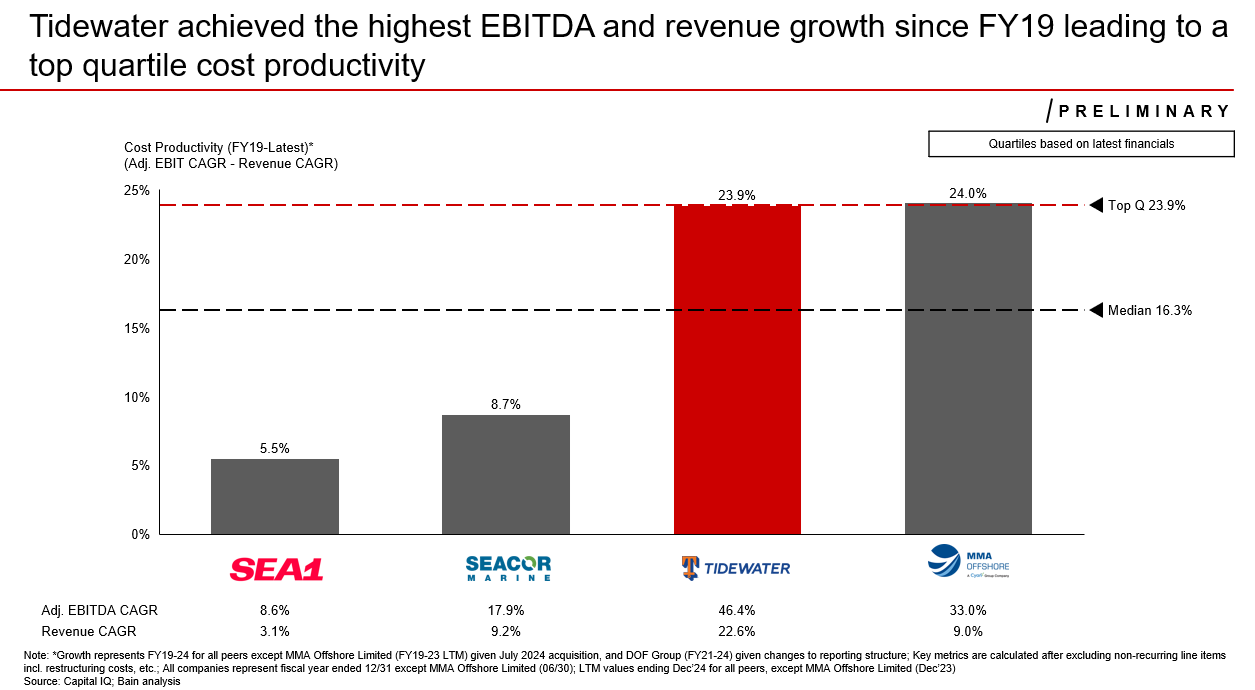 Tidewater achieved the highest EBITDA and revenue growth since FY19 leading to a
top quartile cost productivity
PRELIMINARY
Quartiles based on latest financials
Cost Productivity (FY19-Latest)*
(Adj. EBIT CAGR - Revenue CAGR)
25%
20%
15%
10%
5%
0%
5.5%
8.7%
23.9%
24.0%
Top Q 23.9%
Median 16.3%
SEA1
SEACOR
MARINE
TIDEWATER
MMA
OFFSHORE
A Cyan Group Company
Adj. EBITDA CAGR 8.6% 17.9% 46.4% 33.0%
Revenue CAGR 3.1% 9.2% 22.6% 9.0%
Note: *Growth represents FY19-24 for all peers except MMA Offshore Limited (FY19-23 LTM) given July 2024 acquisition, and DOF Group (FY21-24) given changes to reporting structure; Key metrics are calculated after excluding non-recurring line items
incl. restructuring costs, etc.; All companies represent fiscal year ended 12/31 except MMA Offshore Limited (06/30); LTM values ending Dec'24 for all peers, except MMA Offshore Limited (Dec'23)
Source: Capital IQ; Bain analysis